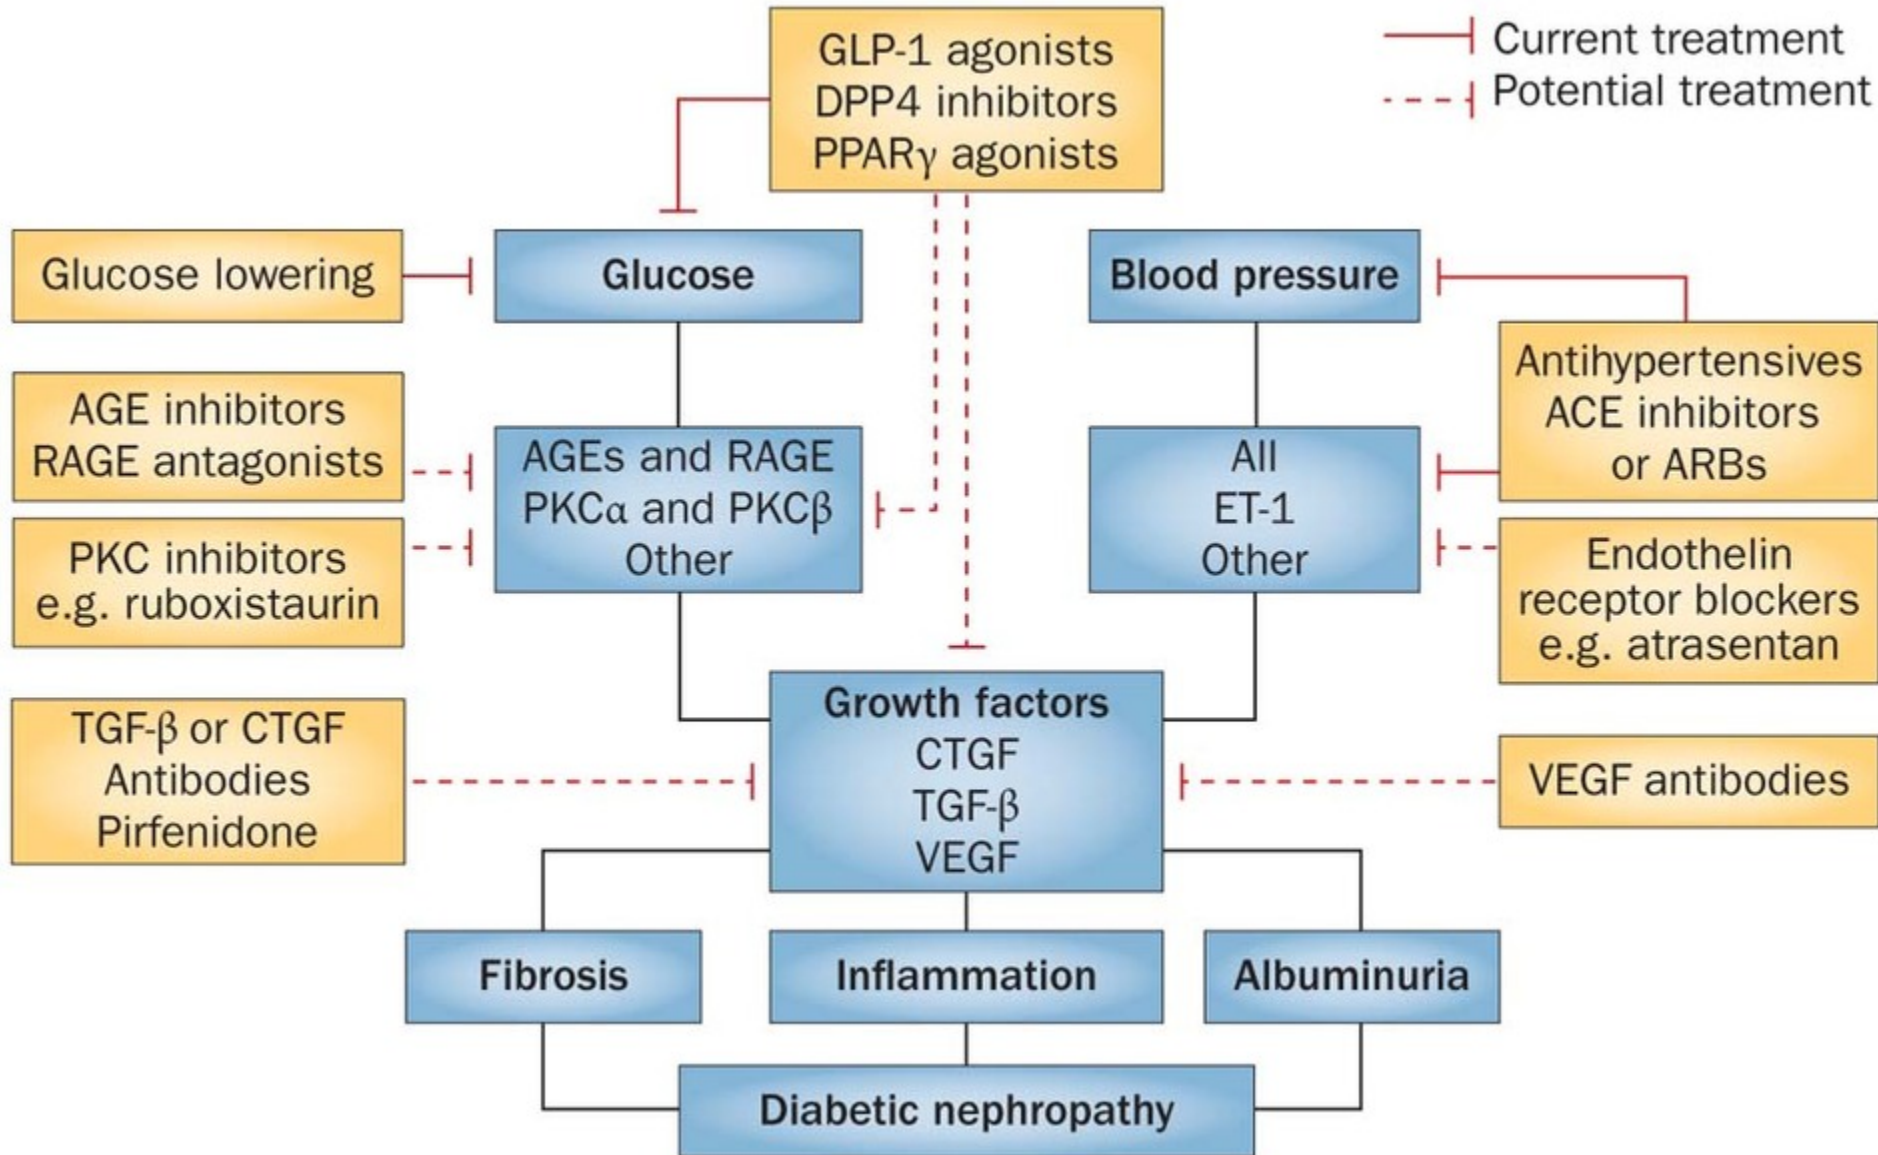 GLP-1 agonists
DPP4 inhibitors
PPARγ agonists
Current treatment
Potential treatment
Glucose lowering
Glucose
Blood pressure
AGE inhibitors
RAGE antagonists
AGEs and RAGE
PKCα and PKCβ
Other
AII
ET-1
Other
Antihypertensives
ACE inhibitors
or ARBs
PKC inhibitors
e.g. ruboxistaurin
Endothelin
receptor blockers
e.g. atrasentan
TGF-β or CTGF
Antibodies
Pirfenidone
Growth factors
CTGF
TGF-β
VEGF
VEGF antibodies
Fibrosis
Inflammation
Albuminuria
Diabetic nephropathy